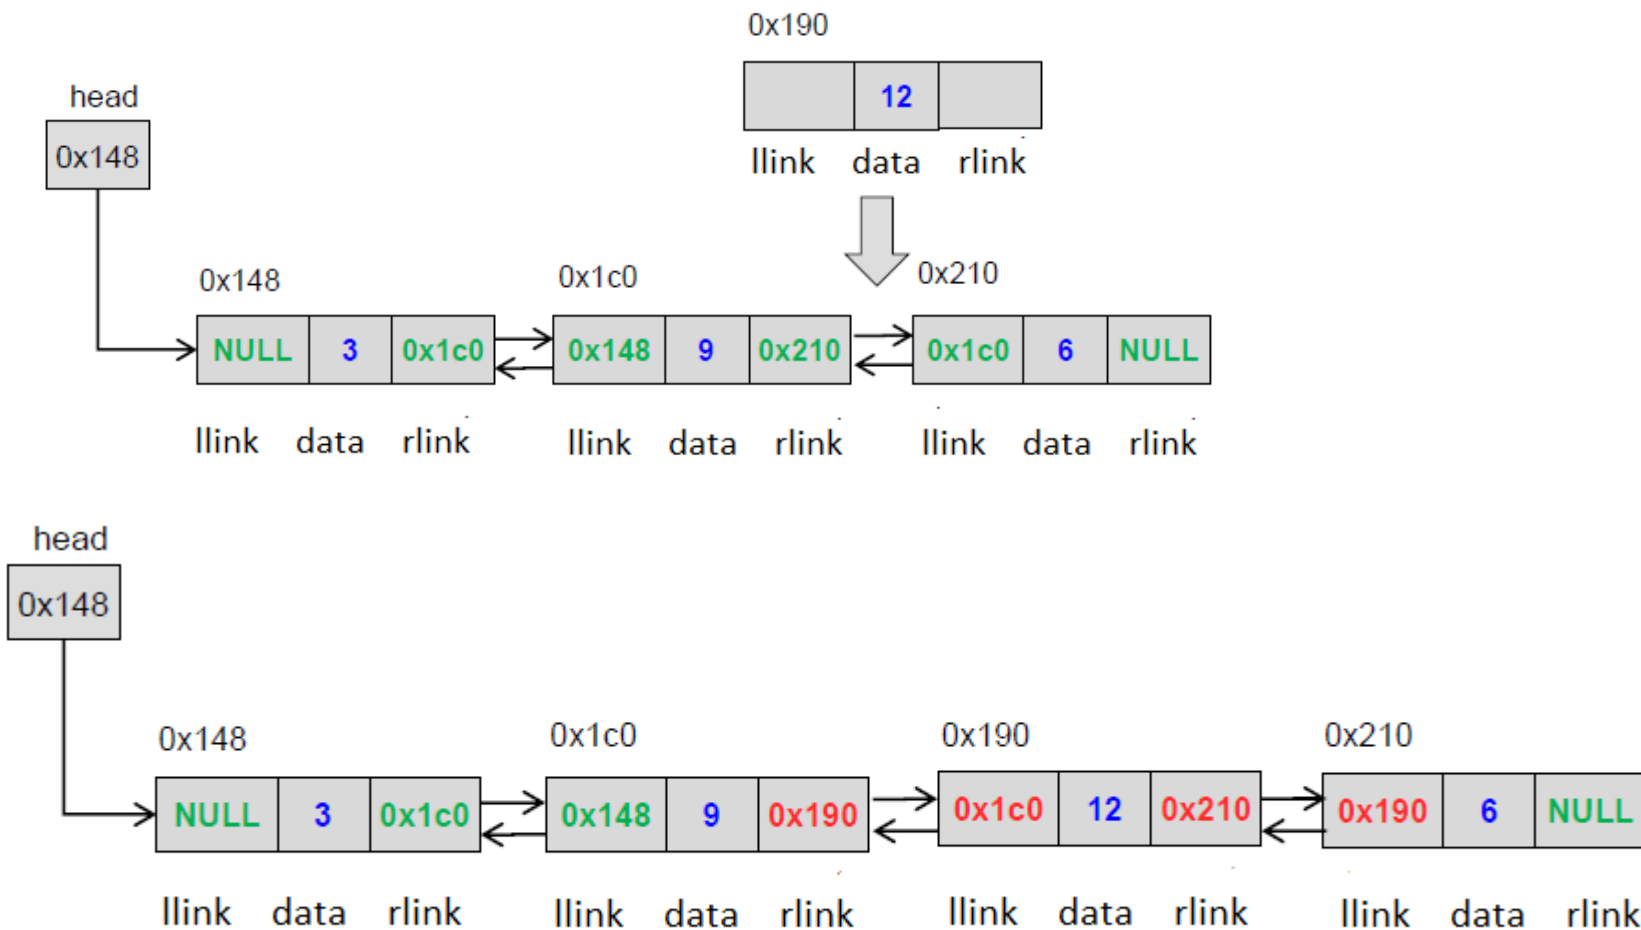 0x190
12
llink data rlink
head
0x148
0x148 0x1c0 0x210
NULL 3 0x1c0 0x148 9 0x210 0x1c0 6 NULL
llink data rlink llink data rlink llink data rlink
head
0x148
0x148 0x1c0 0x190 0x210
NULL 3 0x1c0 0x148 9 0x190 0x1c0 12 0x210 0x190 6 NULL
llink data rlink llink data rlink llink data rlink llink data rlink